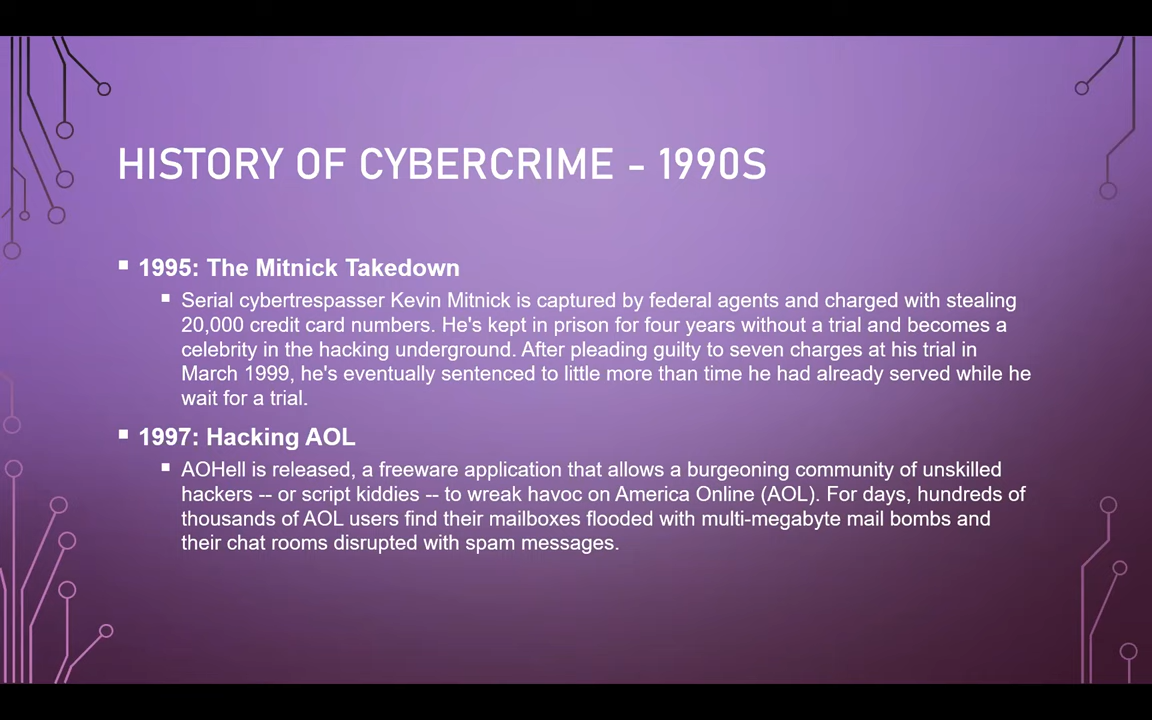 HISTORY OF CYBERCRIME - 1990S
1995: The Mitnick Takedown
Serial cybertrespasser Kevin Mitnick is captured by federal agents and charged with stealing
20,000 credit card numbers. He's kept in prison for four years without a trial and becomes a
celebrity in the hacking underground. After pleading guilty to seven charges at his trial in
March 1999, he's eventually sentenced to little more than time he had already served while he
wait for a trial.
1997: Hacking AOL
AOHell is released, a freeware application that allows a burgeoning community of unskilled
hackers -- or script kiddies -- to wreak havoc on America Online (AOL). For days, hundreds of
thousands of AOL users find their mailboxes flooded with multi-megabyte mail bombs and
their chat rooms disrupted with spam messages.